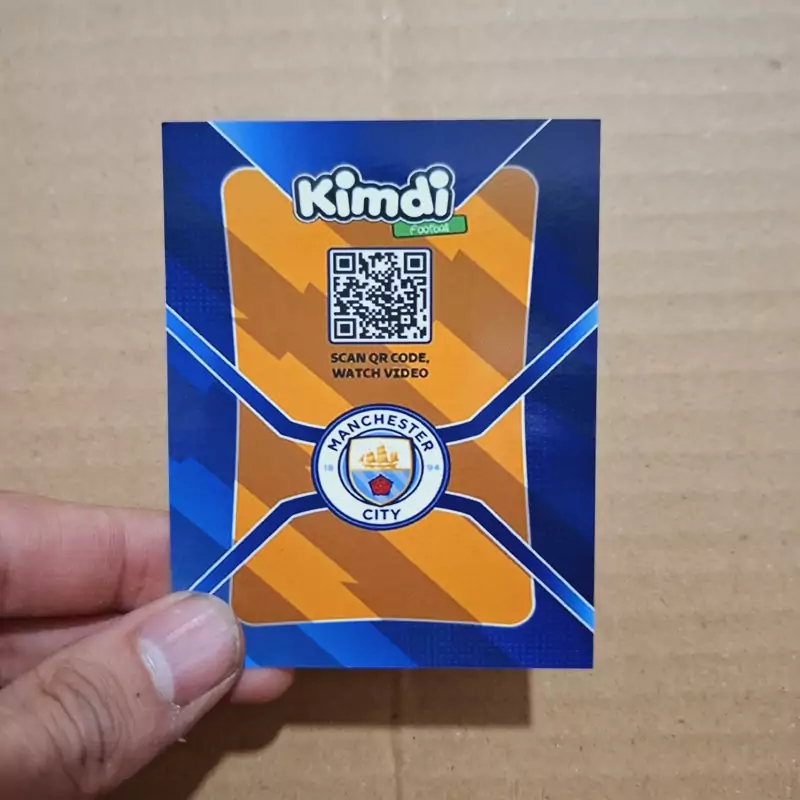 Kimdi
Football
SCAN QR CODE,
WATCH VIDEO
MANCHESTER
18 94
CITY